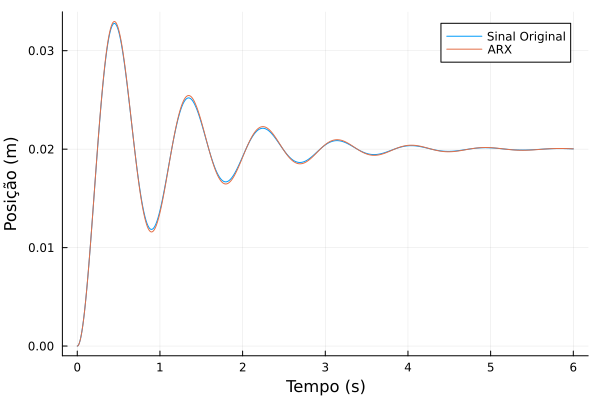 Sinal Original
ARX
Posição (m)
0.03
0.02
0.01
0.00
0
1
2
3
4
5
6
Tempo (s)